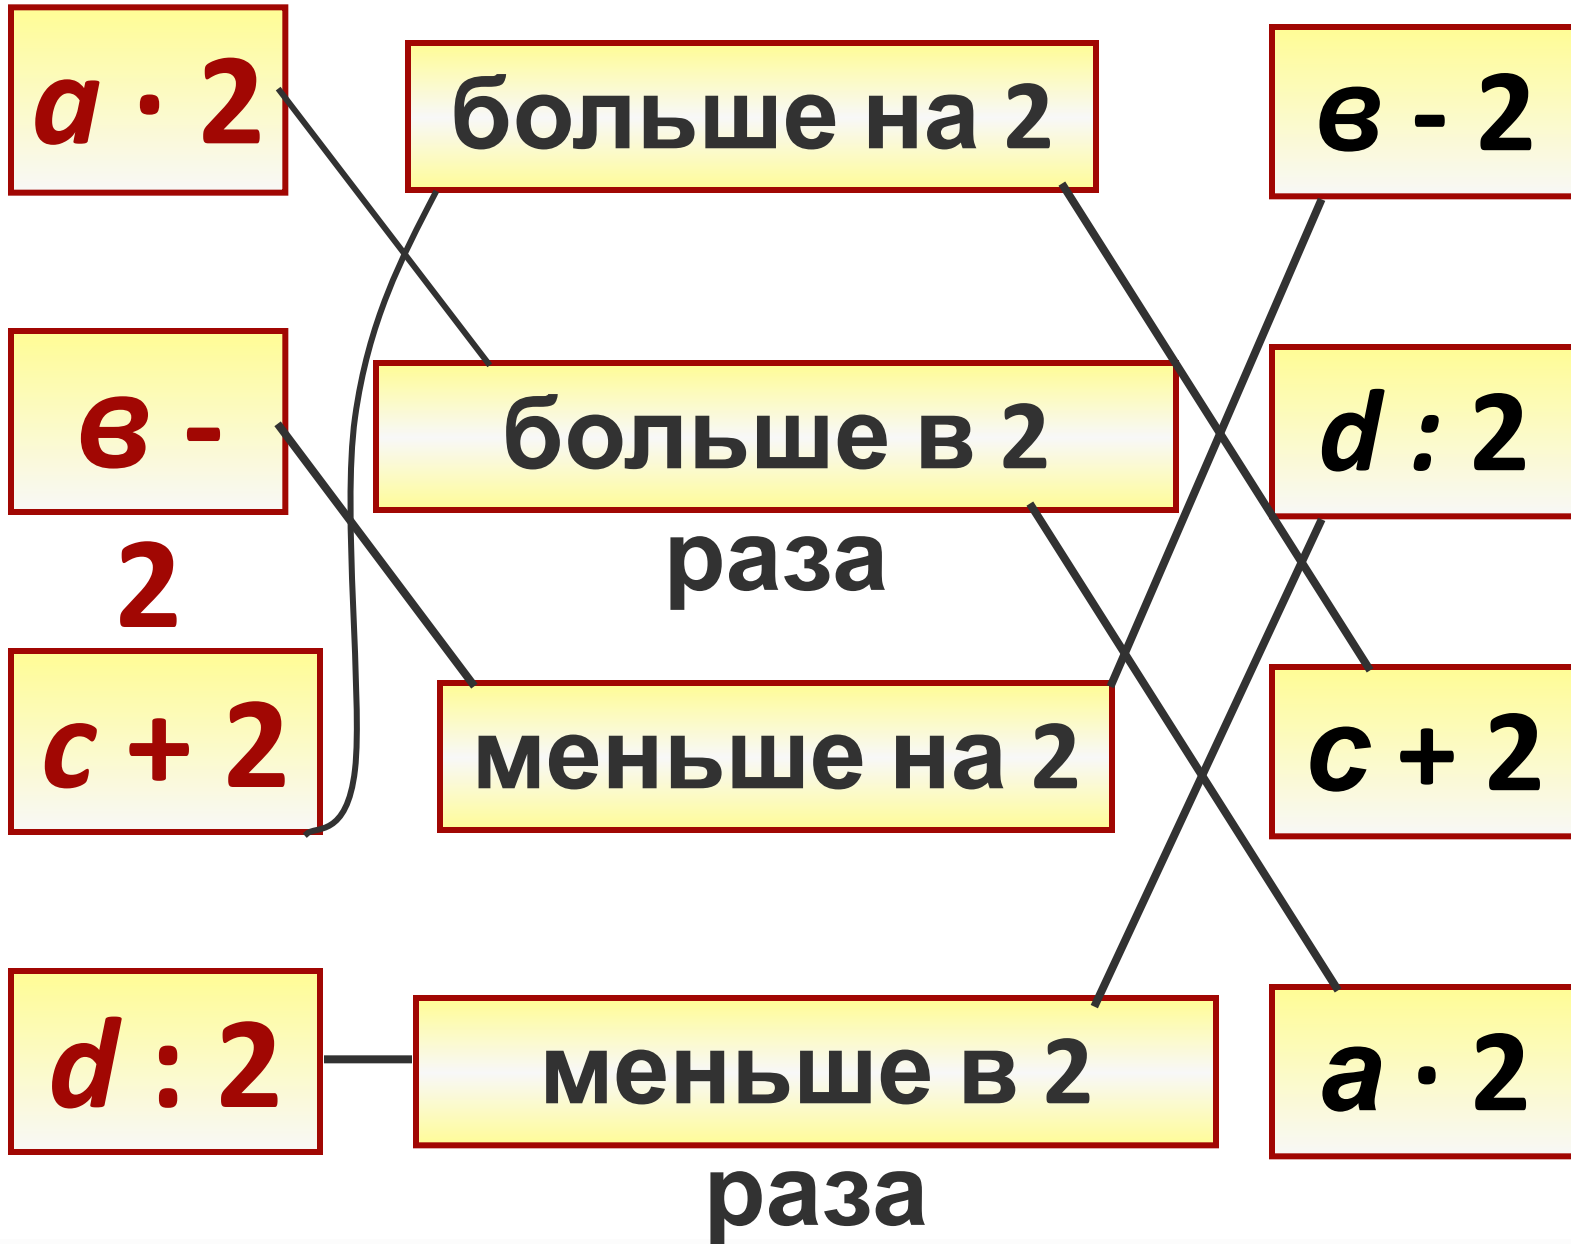 а · 2
больше на 2
в - 2
в -
2
больше в 2
раза
d : 2
с + 2
меньше на 2
с + 2
d : 2
меньше в 2
раза
а · 2